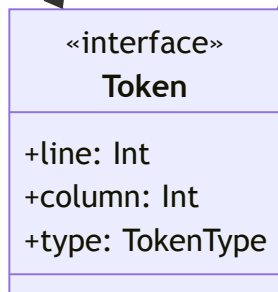 «interface»
Token
+line: Int
+column: Int
+type: TokenType